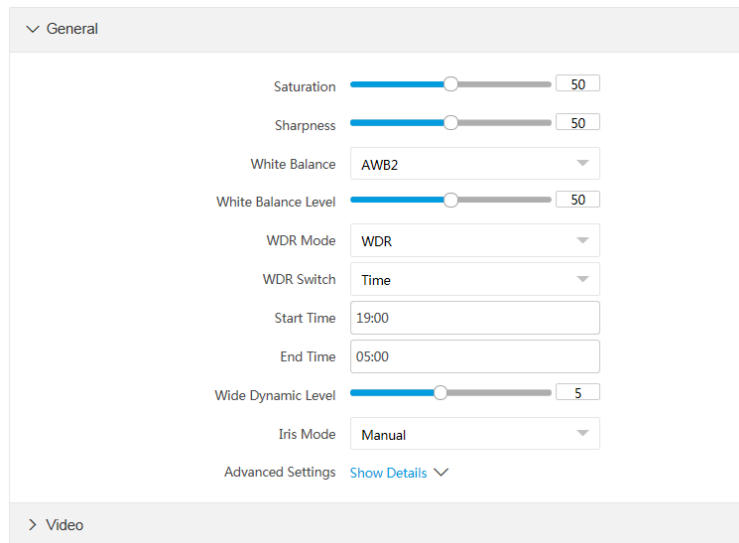 General
Saturation 50
Sharpness 50
White Balance AWB2
White Balance Level 50
WDR Mode WDR
WDR Switch Time
Start Time 19:00
End Time 05:00
Wide Dynamic Level 5
Iris Mode Manual
Advanced Settings Show Details
Video